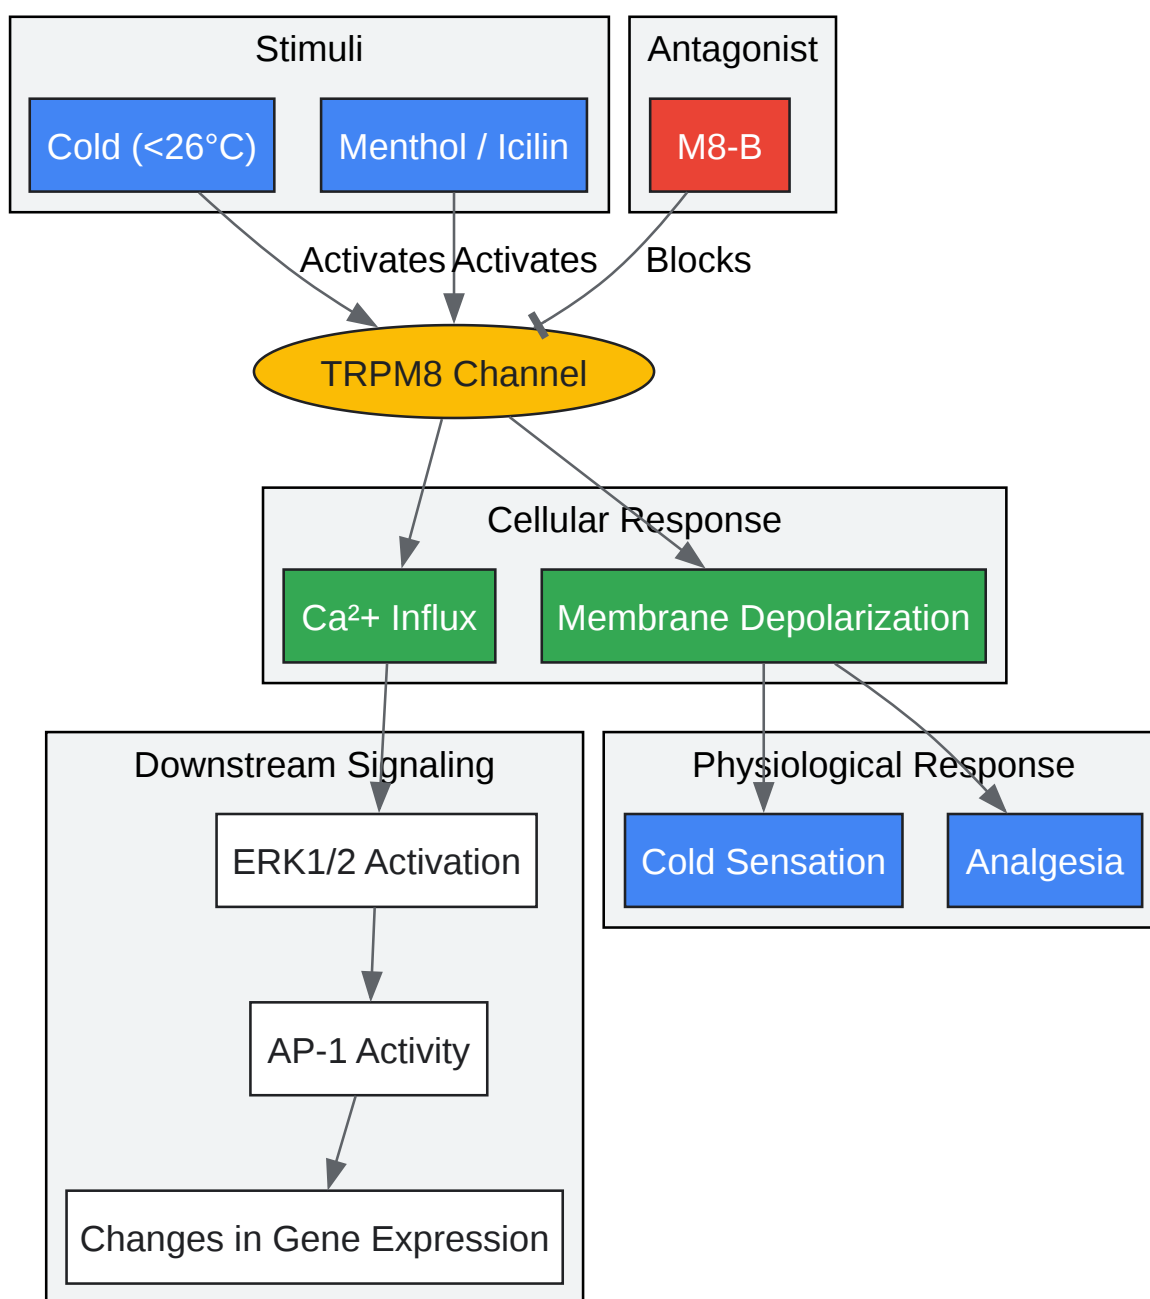 Stimuli
Antagonist
Cold (<26°C)
Menthol / Icilin
M8-B
Activates
Activates
Blocks
TRPM8 Channel
Cellular Response
Ca²+ Influx
Membrane Depolarization
Downstream Signaling
Physiological Response
ERK1/2 Activation
Cold Sensation
Analgesia
AP-1 Activity
Changes in Gene Expression